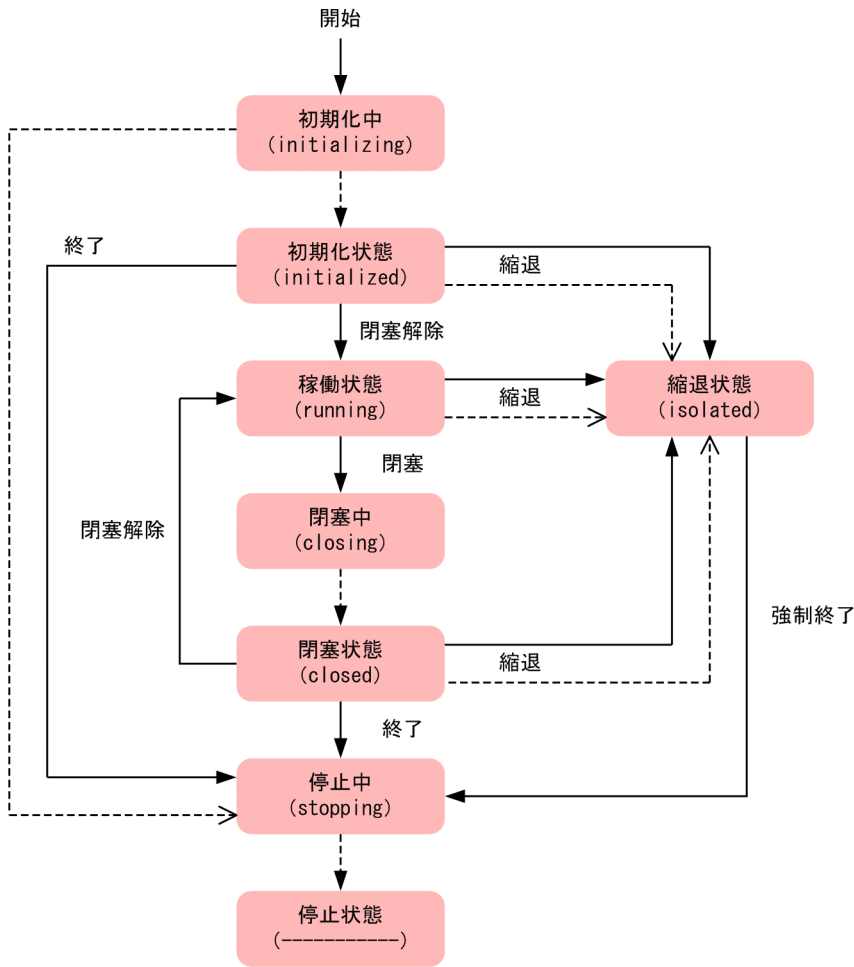 開始
初期化中
(initializing)
終了
初期化状態
(initialized)
縮退
閉塞解除
稼働状態
(running)
縮退
縮退状態
(isolated)
閉塞
閉塞中
(closing)
閉塞解除
強制終了
閉塞状態
(closed)
縮退
終了
停止中
(stopping)
停止状態
(-----------)